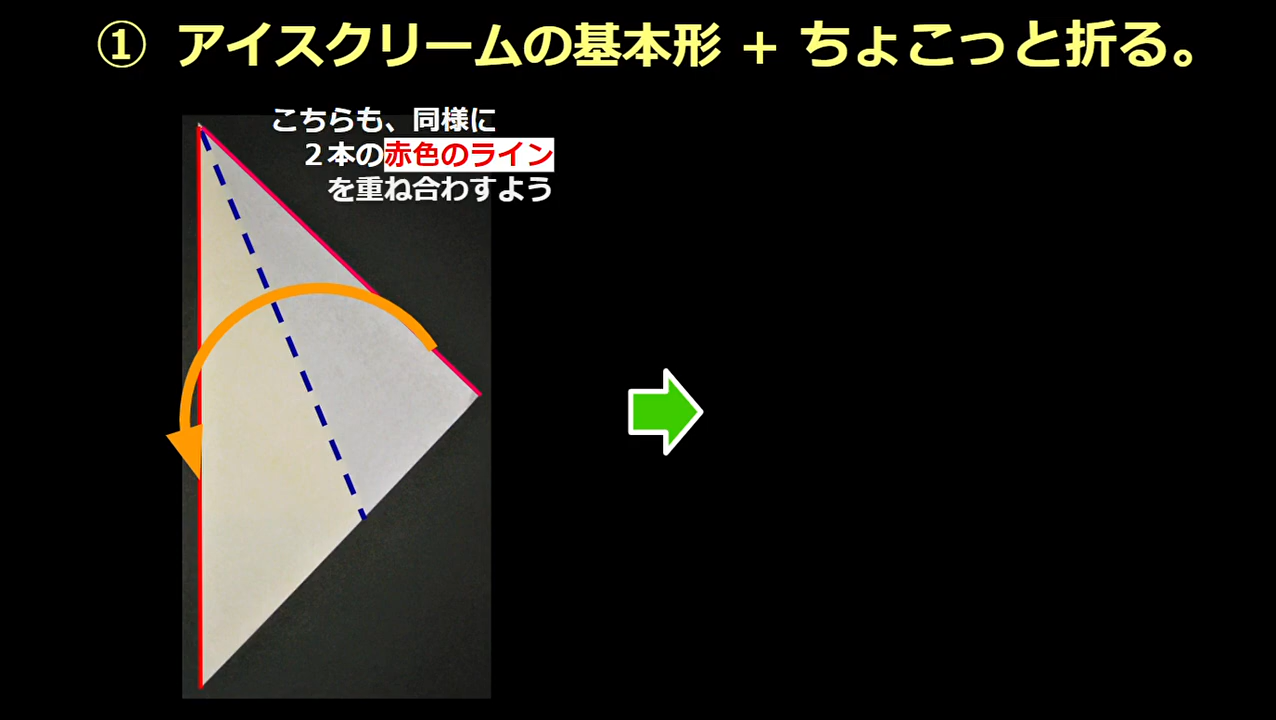 ① アイスクリームの基本形 + ちょこっと折る。
こちらも、同様に
２本の赤色のライン
を重ね合わすよう